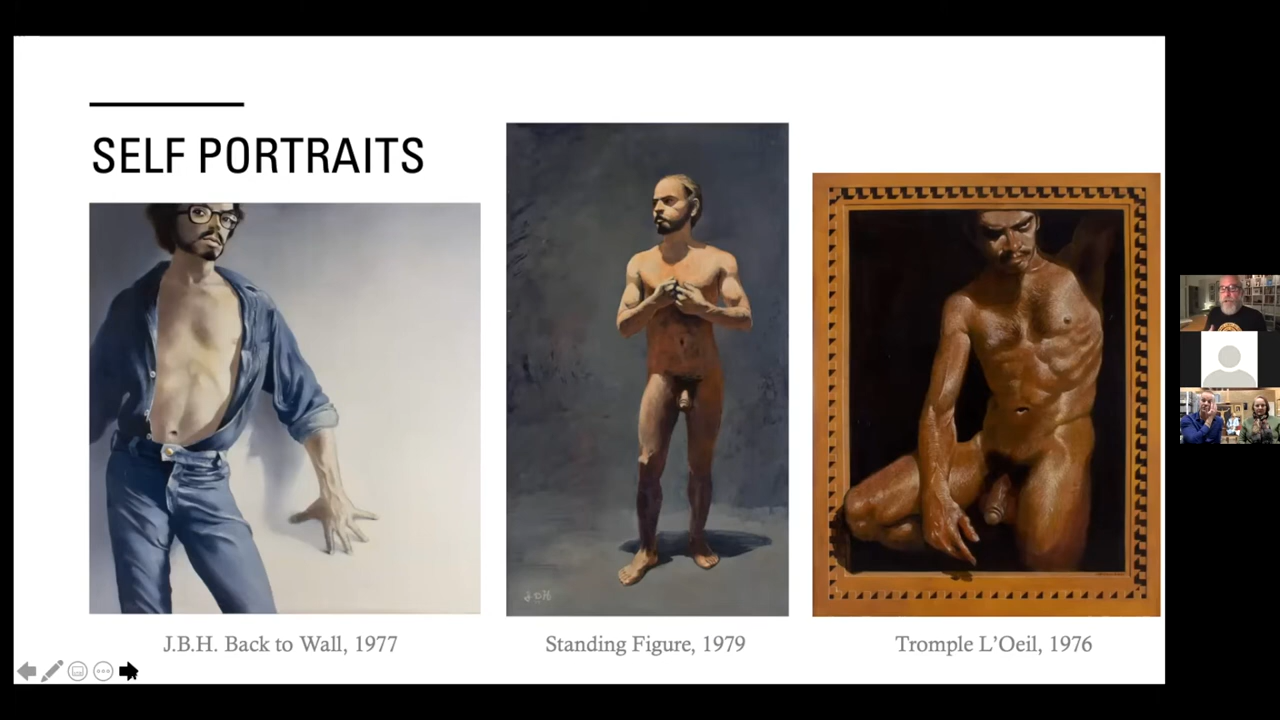 SELF PORTRAITS
J.B.H. Back to Wall, 1977
Standing Figure, 1979
Tromple L’Oeil, 1976